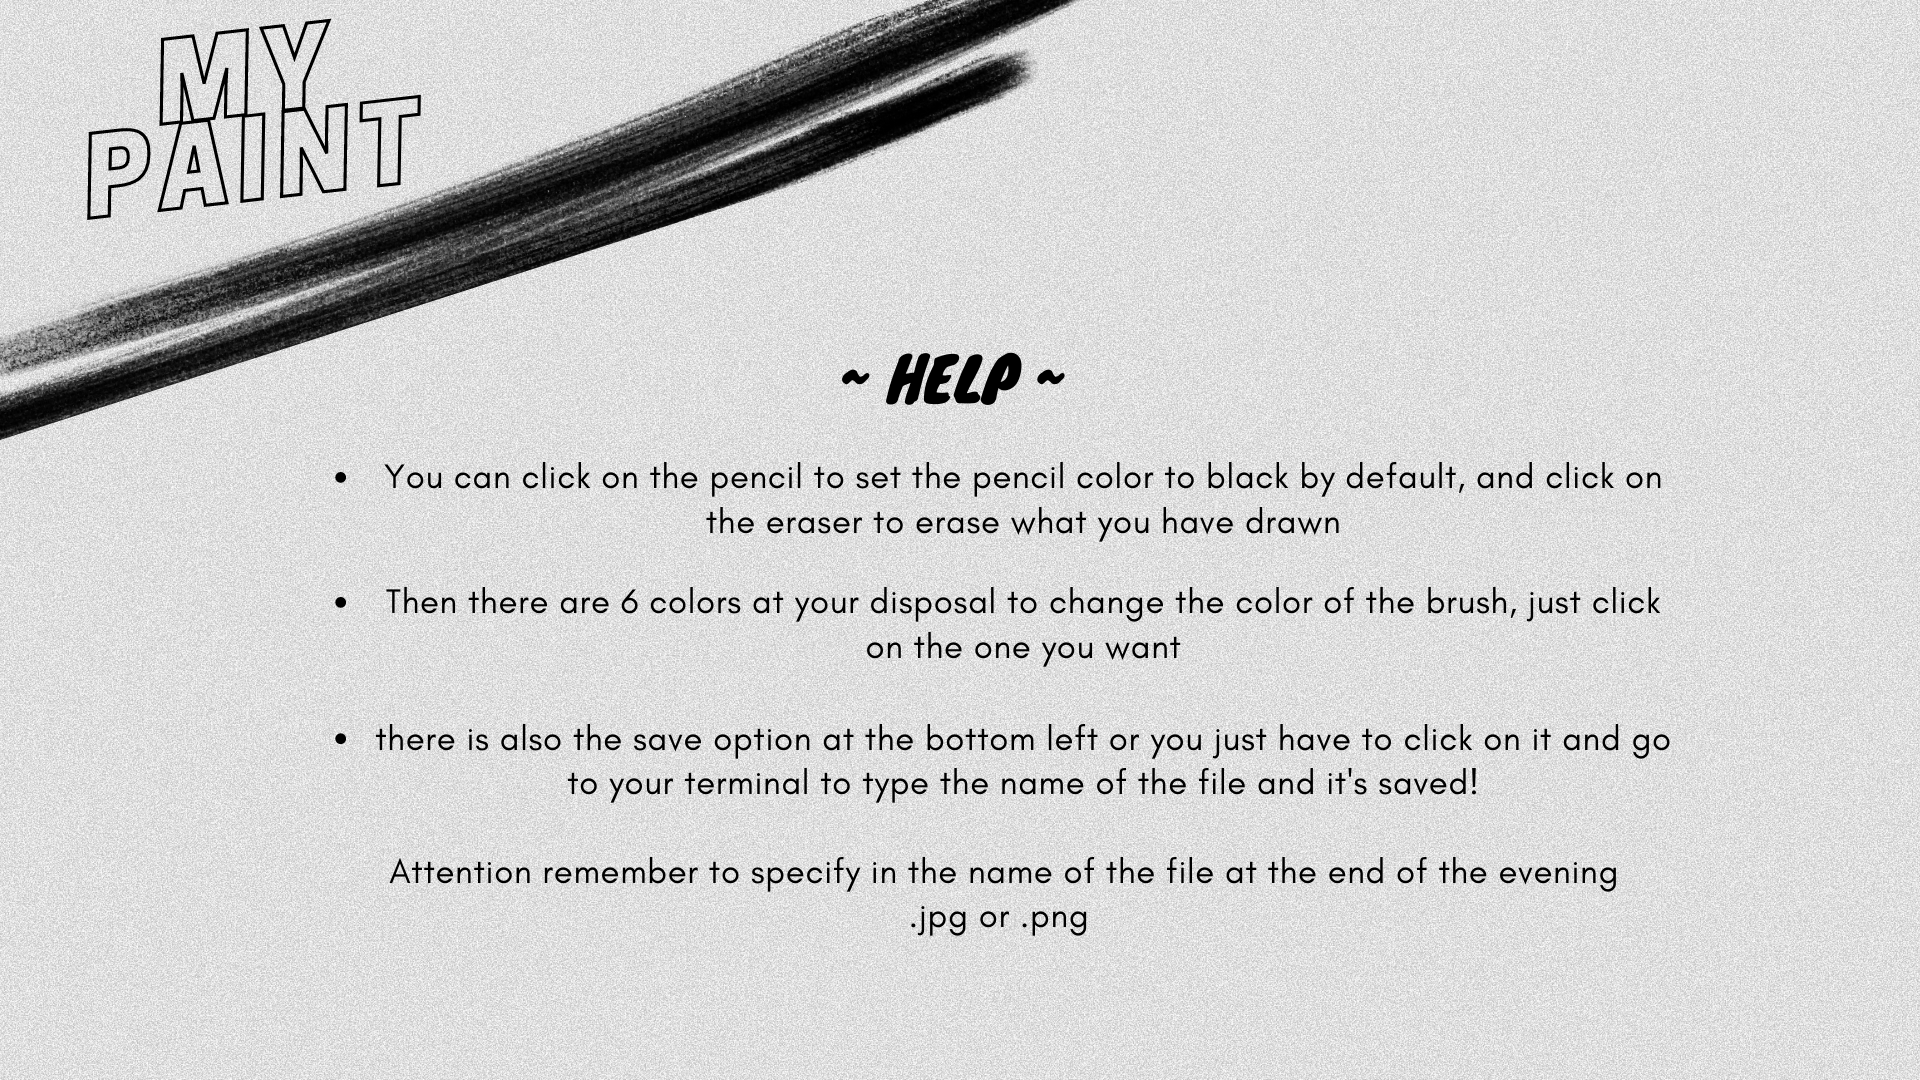 MY
PAINT
~ HELP ~
• You can click on the pencil to set the pencil color to black by default, and click on
the eraser to erase what you have drawn
• Then there are 6 colors at your disposal to change the color of the brush, just click
on the one you want
• there is also the save option at the bottom left or you just have to click on it and go
to your terminal to type the name of the file and it's saved!
Attention remember to specify in the name of the file at the end of the evening
.jpg or .png